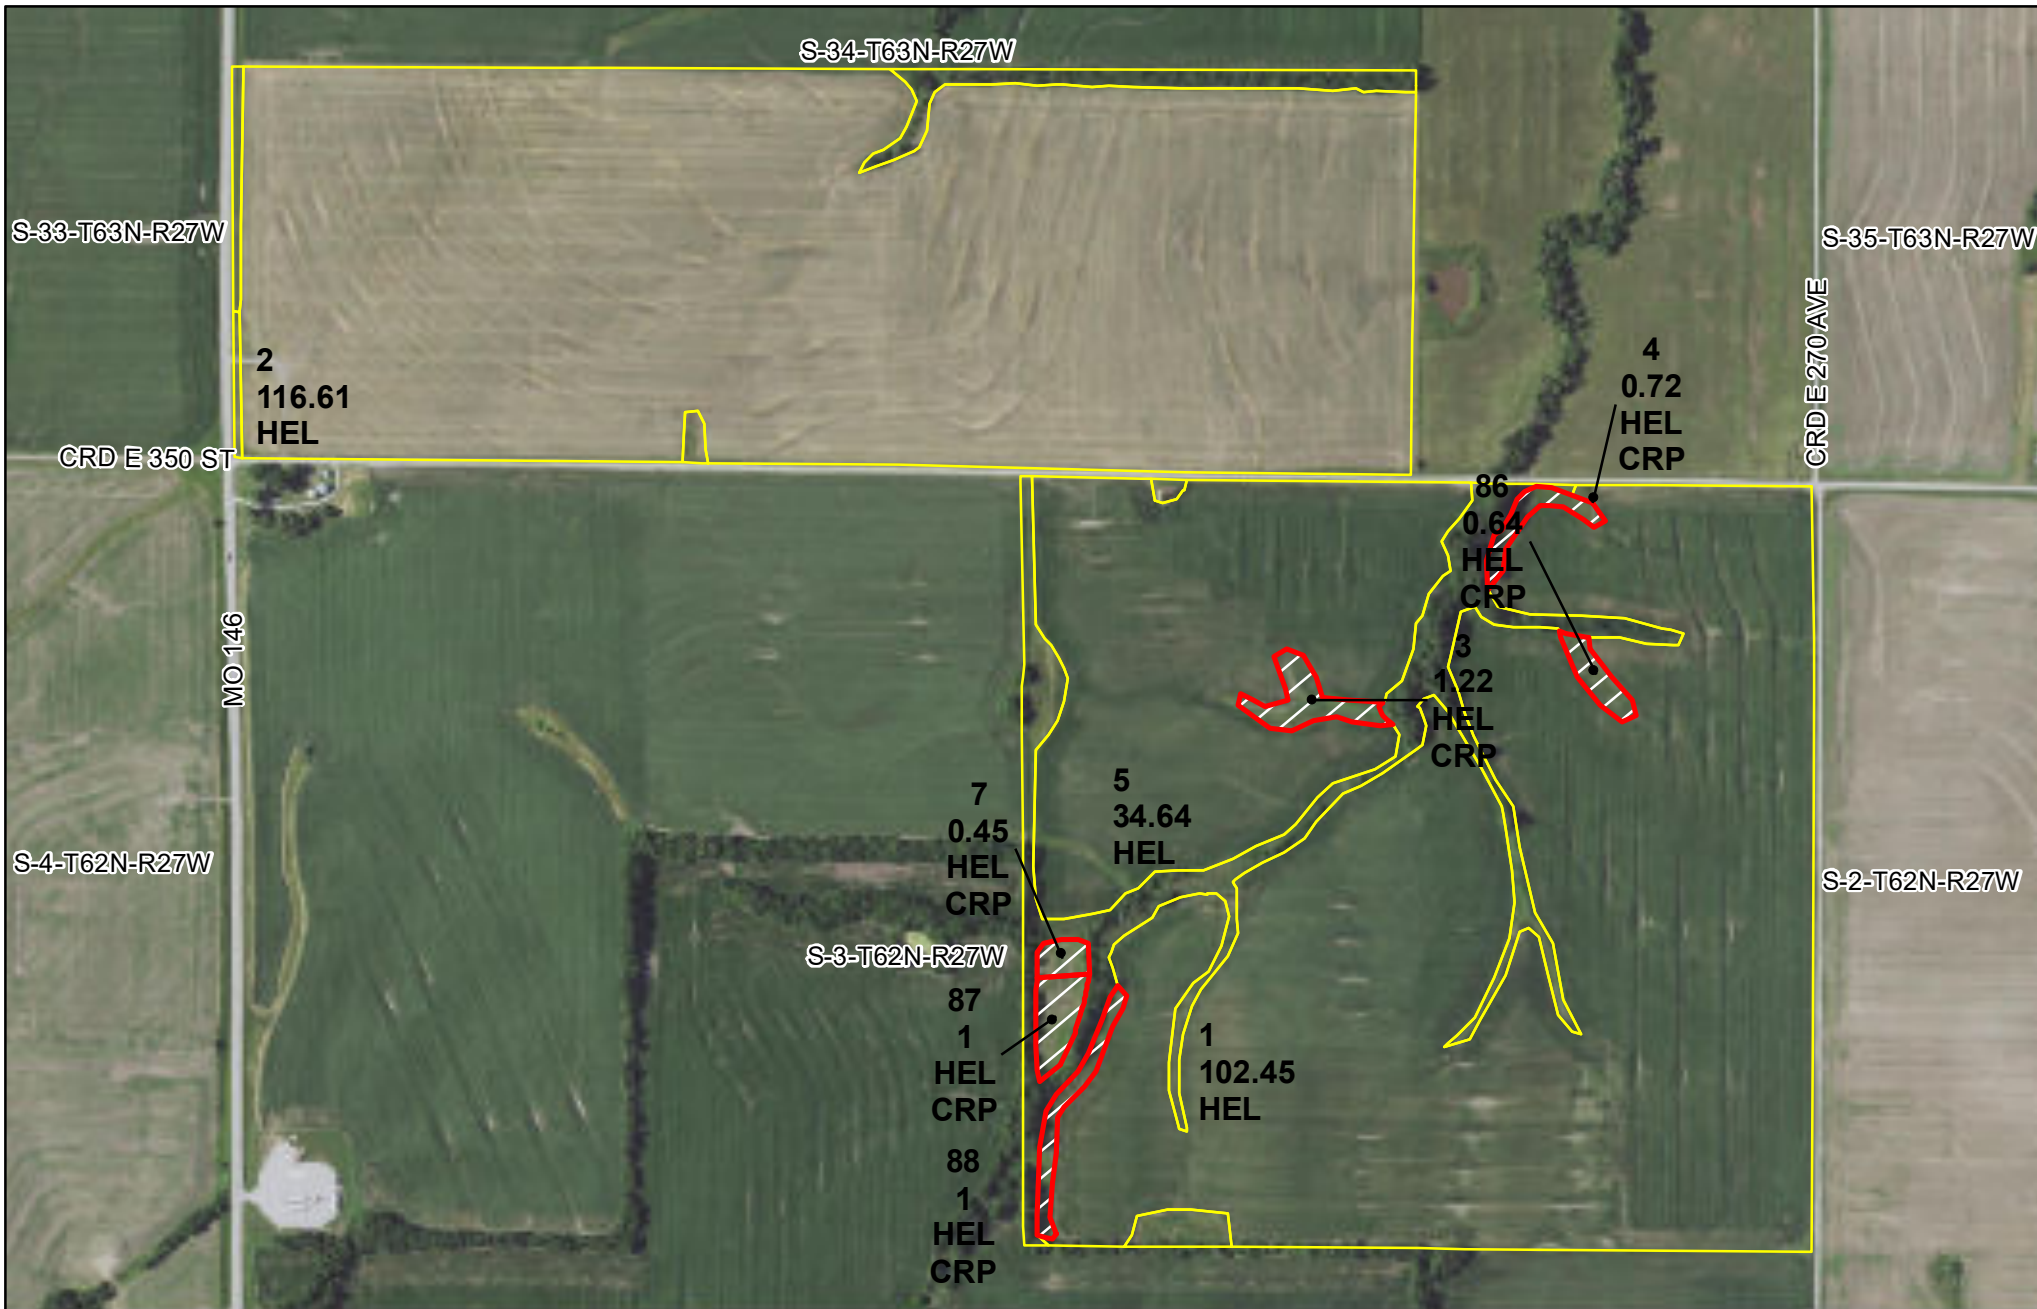 S-34-T63N-R27W
S-33-T63N-R27W
S-35-T63N-R27W
CRD E 270 AVE
2
116.61
HEL
4
0.72
HEL
CRP
CRD E 350 ST
86
0.64
HEL
CRP
MO 146
3
1.22
HEL
CRP
5
34.64
HEL
7
0.45
HEL
CRP
S-4-T62N-R27W
S-2-T62N-R27W
S-3-T62N-R27W
87
1
HEL
CRP
1
102.45
HEL
88
1
HEL
CRP